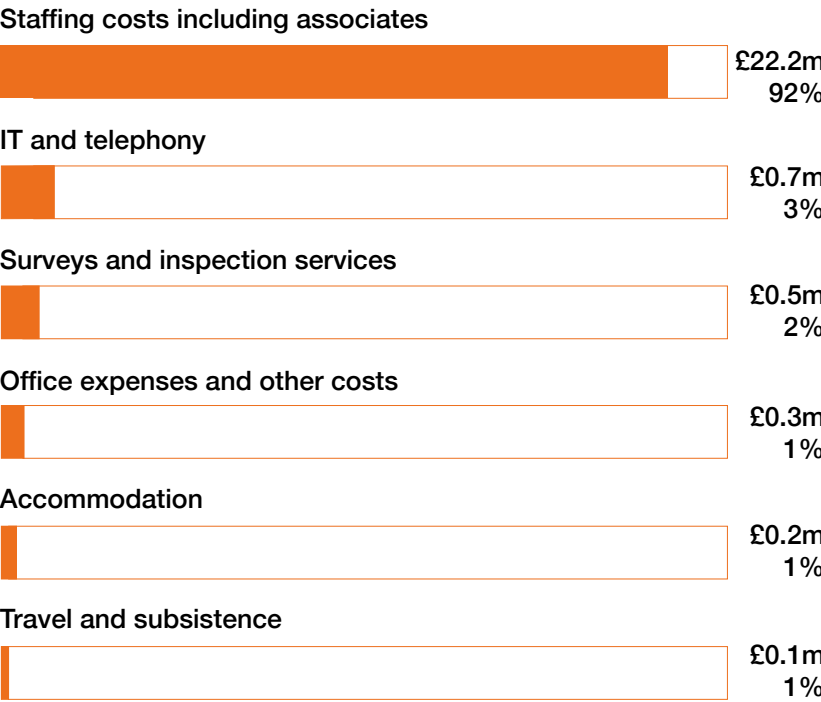 Staffing costs including associates
£22.2m
92%
IT and telephony
£0.7m
3%
Surveys and inspection services
£0.5m
2%
Office expenses and other costs
£0.3m
1%
Accommodation
£0.2m
1%
Travel and subsistence
£0.1m
1%